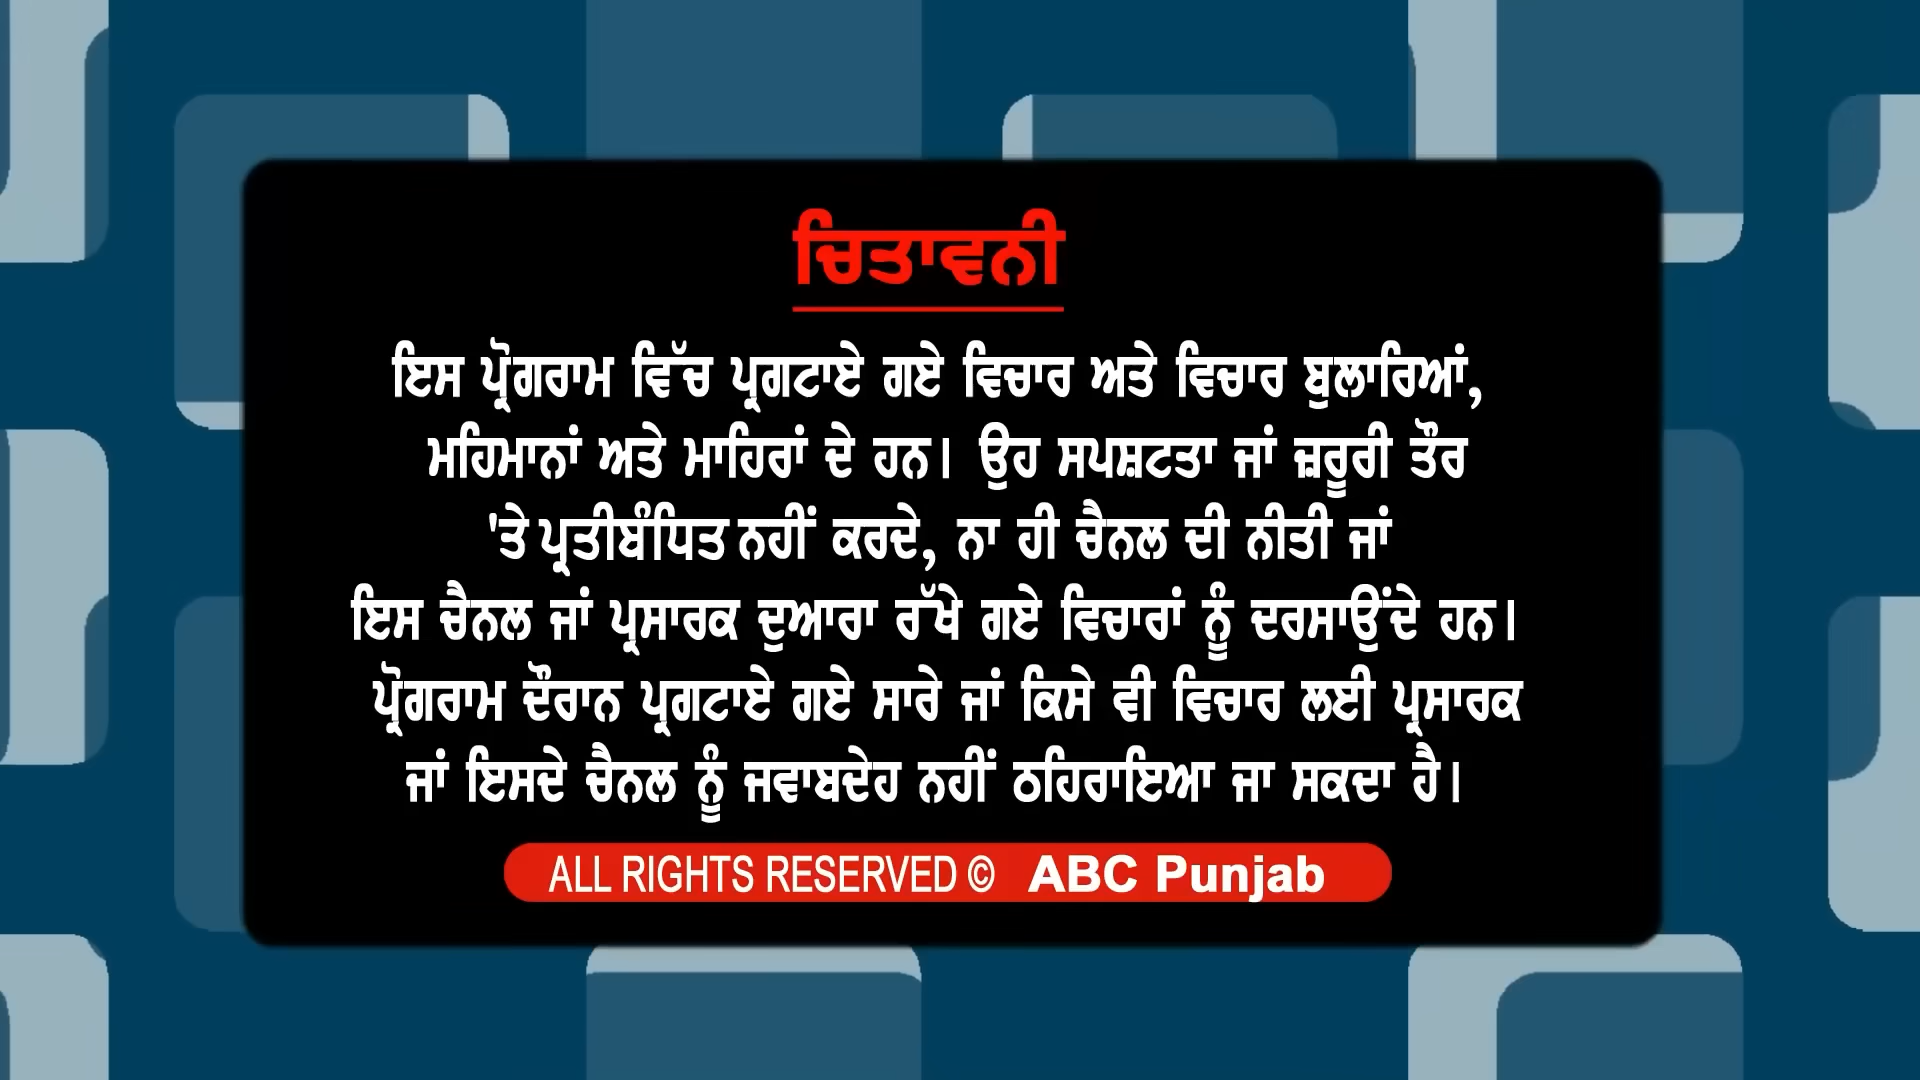 ਚਿਤਾਵਨੀ
ਇਸ ਪ੍ਰੋਗਰਾਮ ਵਿੱਚ ਪ੍ਰਗਟਾਏ ਗਏ ਵਿਚਾਰ ਅਤੇ ਵਿਚਾਰ ਬੁਲਾਰਿਆਂ,
ਮਹਿਮਾਨਾਂ ਅਤੇ ਮਾਹਿਰਾਂ ਦੇ ਹਨ। ਉਹ ਸਪਸ਼ਟਤਾ ਜਾਂ ਜ਼ਰੂਰੀ ਤੌਰ
'ਤੇ ਪ੍ਰਤੀਬੰਧਿਤ ਨਹੀਂ ਕਰਦੇ, ਨਾ ਹੀ ਚੈਨਲ ਦੀ ਨੀਤੀ ਜਾਂ
ਇਸ ਚੈਨਲ ਜਾਂ ਪ੍ਰਸਾਰਕ ਦੁਆਰਾ ਰੱਖੇ ਗਏ ਵਿਚਾਰਾਂ ਨੂੰ ਦਰਸਾਉਂਦੇ ਹਨ।
ਪ੍ਰੋਗਰਾਮ ਦੌਰਾਨ ਪ੍ਰਗਟਾਏ ਗਏ ਸਾਰੇ ਜਾਂ ਕਿਸੇ ਵੀ ਵਿਚਾਰ ਲਈ ਪ੍ਰਸਾਰਕ
ਜਾਂ ਇਸਦੇ ਚੈਨਲ ਨੂੰ ਜਵਾਬਦੇਹ ਨਹੀਂ ਠਹਿਰਾਇਆ ਜਾ ਸਕਦਾ ਹੈ।
ALL RIGHTS RESERVED © ABC Punjab